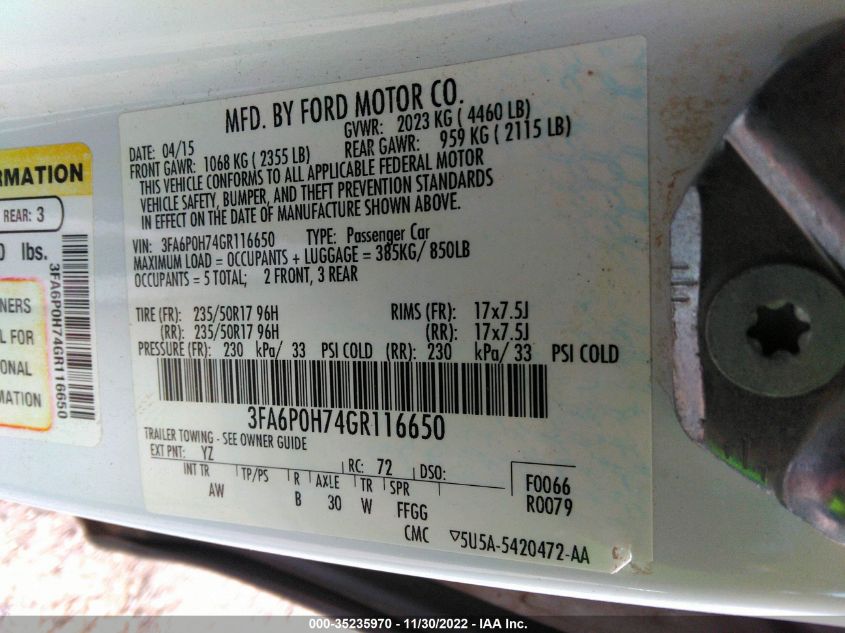 MFD. BY FORD MOTOR CO.
DATE: 04/15 GVWR: 2023 KG ( 4460 LB)
FRONT GAWR: 1068 KG ( 2355 LB) REAR GAWR: 959 KG ( 2115 LB)
THIS VEHICLE CONFORMS TO ALL APPLICABLE FEDERAL MOTOR
VEHICLE SAFETY, BUMPER, AND THEFT PREVENTION STANDARDS
IN EFFECT ON THE DATE OF MANUFACTURE SHOWN ABOVE.
VIN: 3FA6P0H74GR116650 TYPE: Passenger Car
MAXIMUM LOAD = OCCUPANTS + LUGGAGE = 385KG/ 850LB
OCCUPANTS = 5 TOTAL; 2 FRONT, 3 REAR
TIRE (FR): 235/50R17 96H RIMS (FR): 17x7.5J
(RR): 235/50R17 96H (RR): 17x7.5J
PRESSURE (FR): 230 kPa/ 33 PSI COLD (RR): 230 kPa/ 33 PSI COLD
3FA6P0H74GR116650
TRAILER TOWING - SEE OWNER GUIDE
EXT PNT: YZ RC: 72 DSO:
INT TR TP/PS R AXLE TR SPR F0066
AW B 30 W FFGG R0079
CMC ▽5U5A-5420472-AA
RMATION
REAR: 3
0 lbs.
NERS
L FOR
ONAL
MATION
3FA6P0H74GR116650
000-35235970 - 11/30/2022 - IAA Inc.